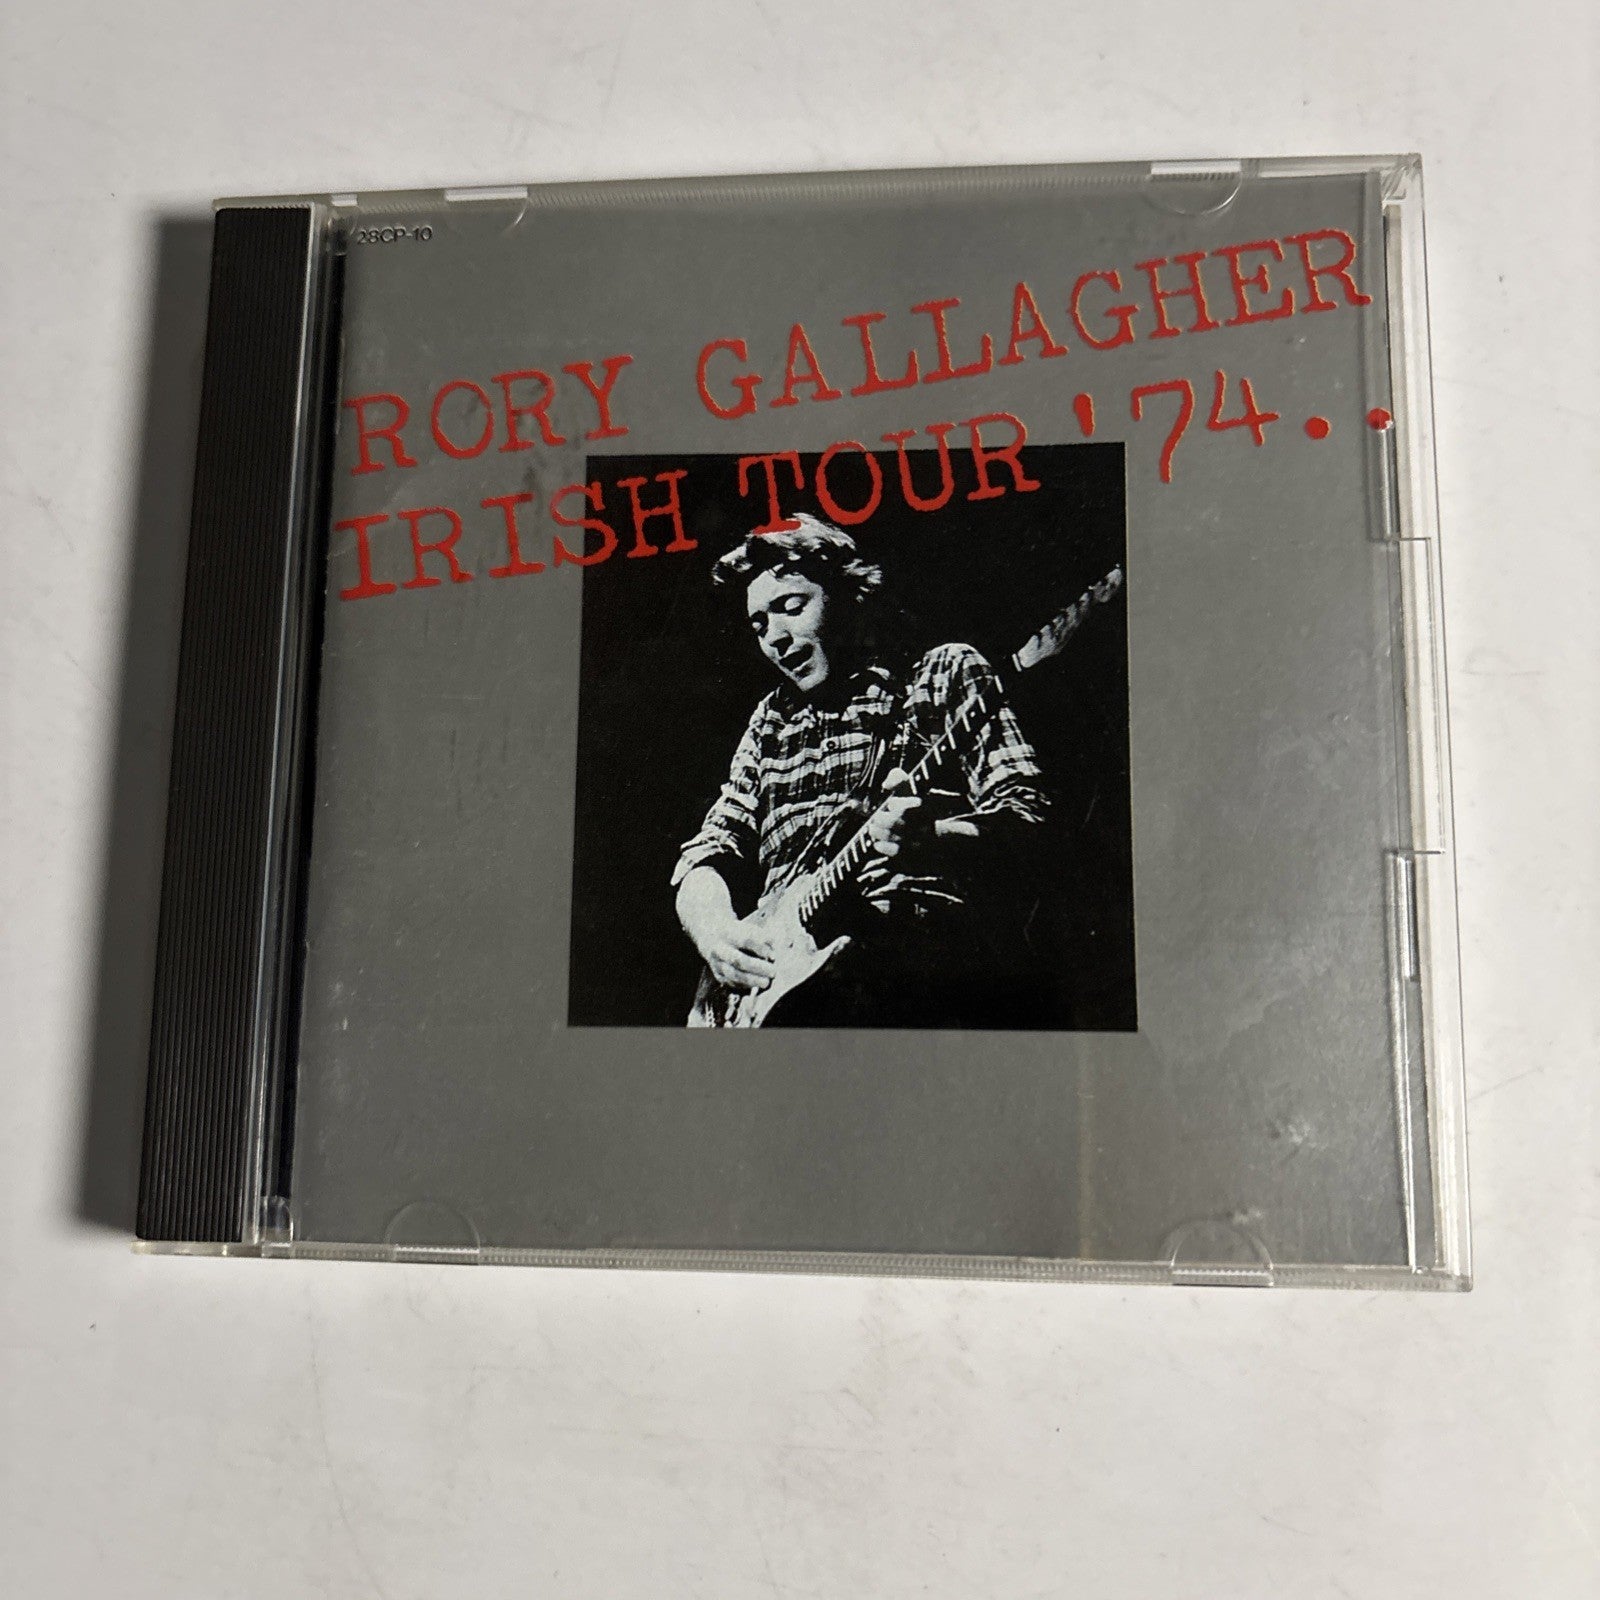 28CP-10
RORY GALLAGHER
IRISH TOUR '74..